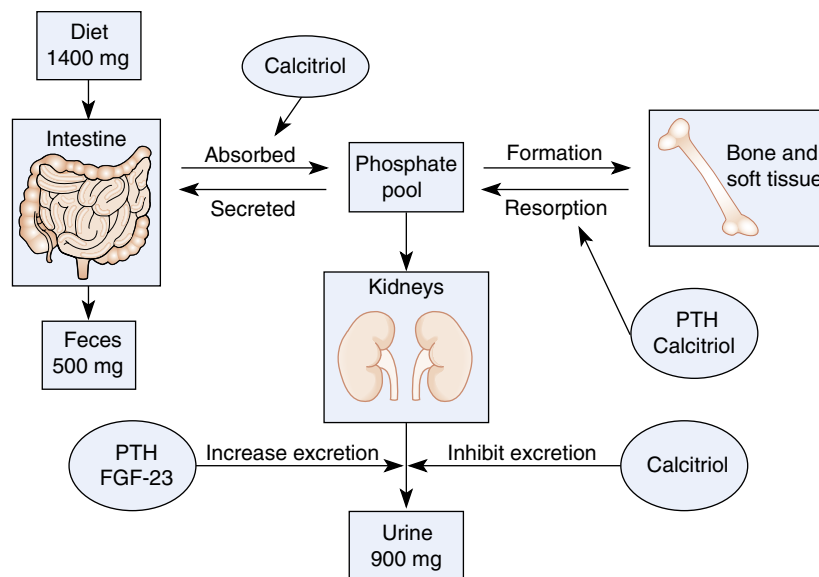 Diet
1400 mg
Calcitriol
Intestine
Absorbed
Secreted
Phosphate
pool
Formation
Resorption
Bone and
soft tissue
Feces
500 mg
Kidneys
PTH
Calcitriol
PTH
FGF-23
Increase excretion
Inhibit excretion
Calcitriol
Urine
900 mg